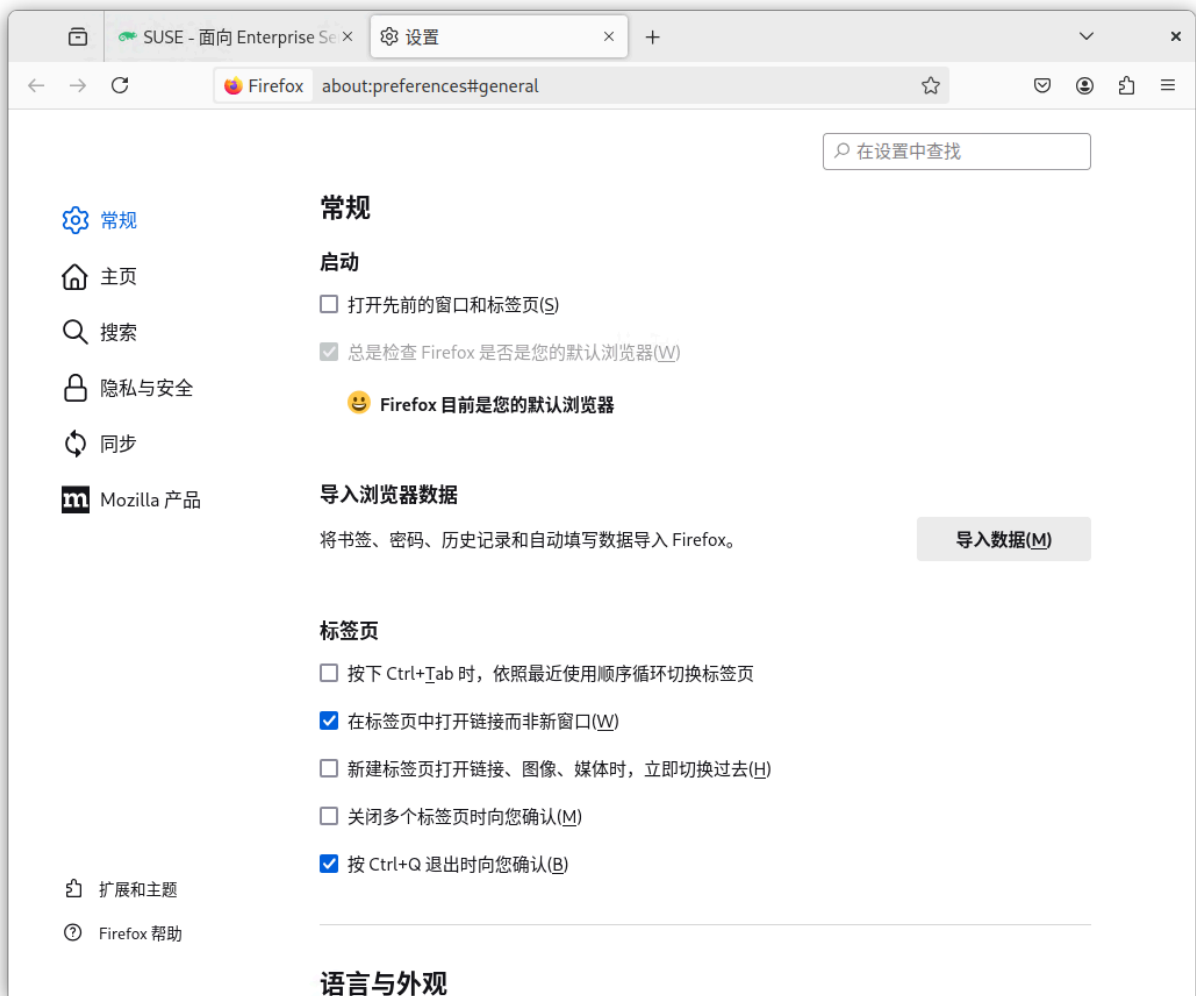 SUSE - 面向 Enterprise Se
设置
Firefox
about:preferences#general
在设置中查找
常规
主页
搜索
隐私与安全
同步
Mozilla 产品
扩展和主题
Firefox 帮助
常规
启动
打开先前的窗口和标签页(S)
总是检查 Firefox 是否是您的默认浏览器(W)
Firefox 目前是您的默认浏览器
导入浏览器数据
将书签、密码、历史记录和自动填写数据导入 Firefox。
导入数据(M)
标签页
按下 Ctrl+Tab 时，依照最近使用顺序循环切换标签页
在标签页中打开链接而非新窗口(W)
新建标签页打开链接、图像、媒体时，立即切换过去(H)
关闭多个标签页时向您确认(M)
按 Ctrl+Q 退出时向您确认(B)
语言与外观